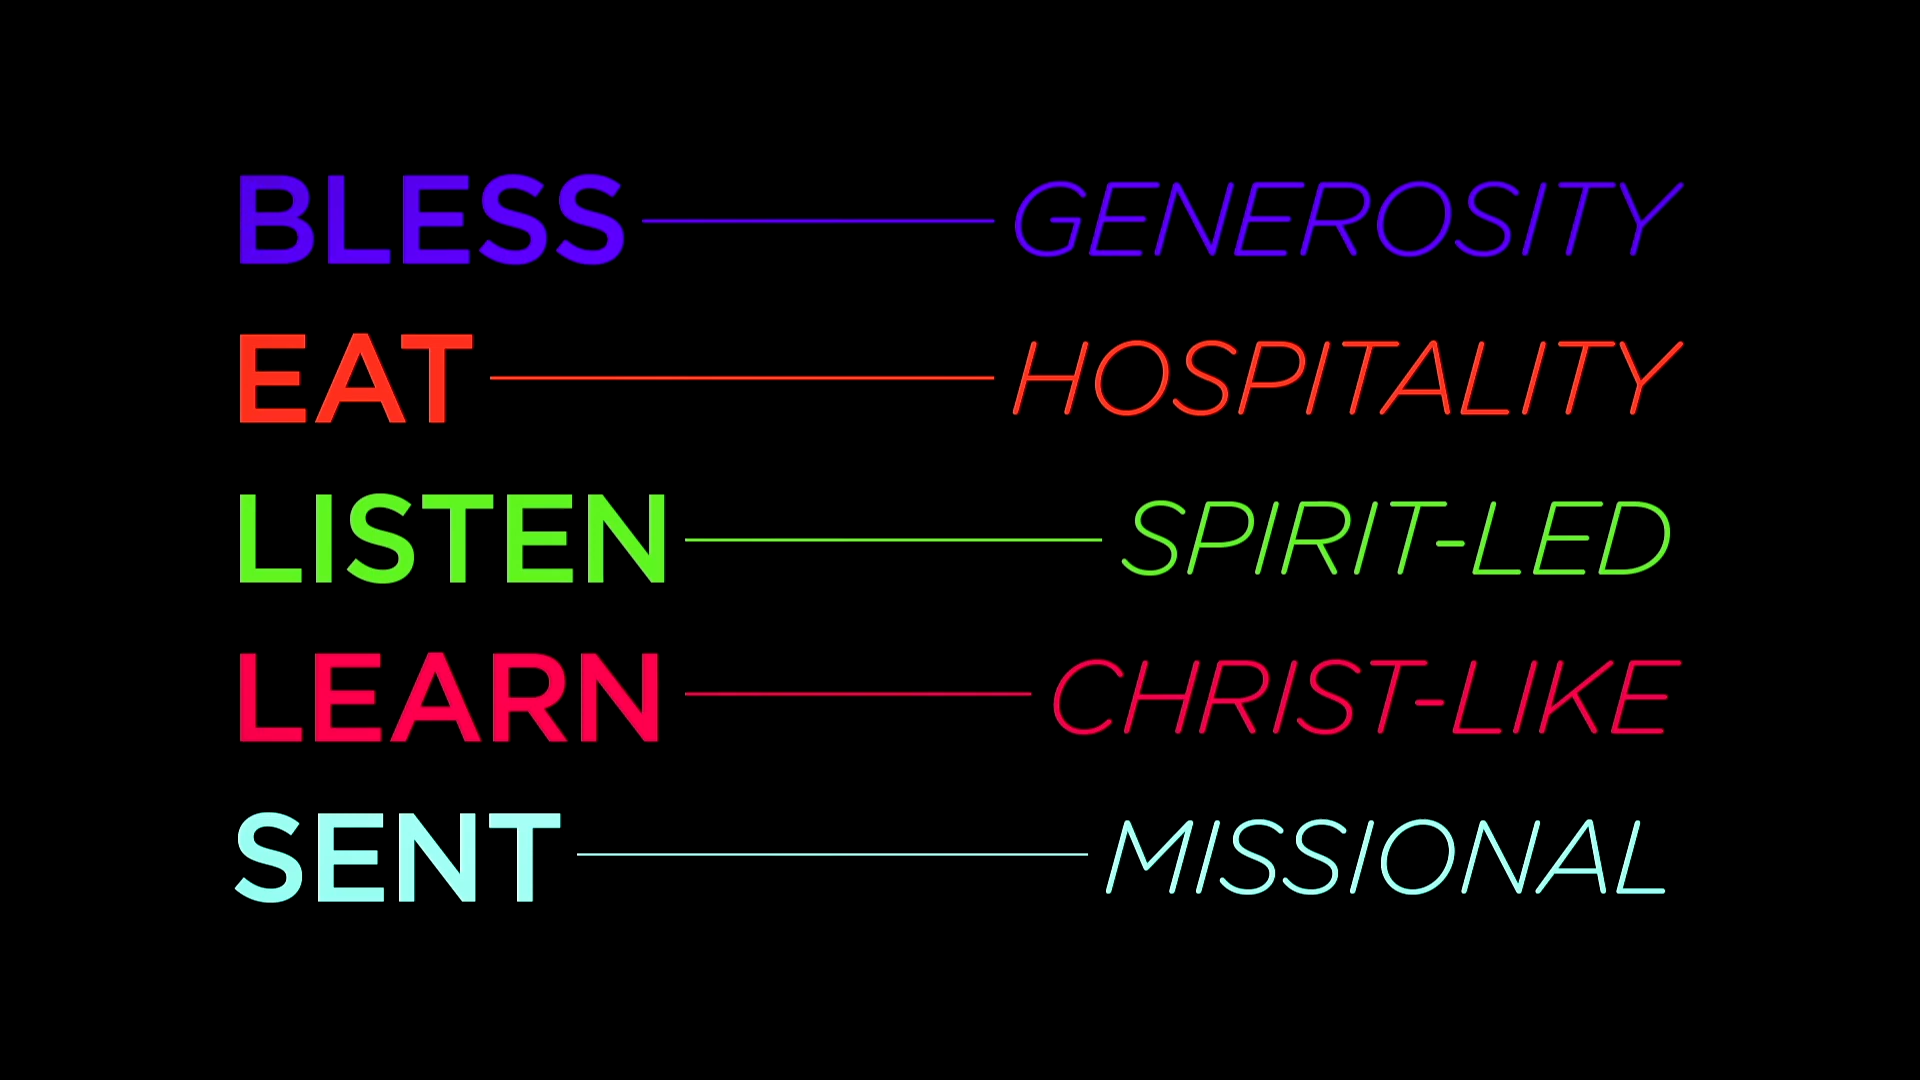 BLESS GENEROSITY
EAT HOSPITALITY
LISTEN SPIRIT-LED
LEARN CHRIST-LIKE
SENT MISSIONAL